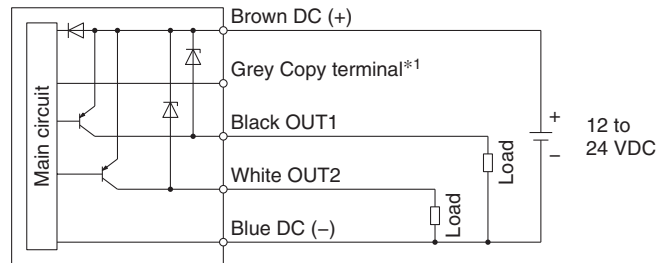 Brown DC (+)
Grey Copy terminal*1
Main circuit
Black OUT1
+
12 to
24 VDC
–
Load
White OUT2
Load
Blue DC (–)